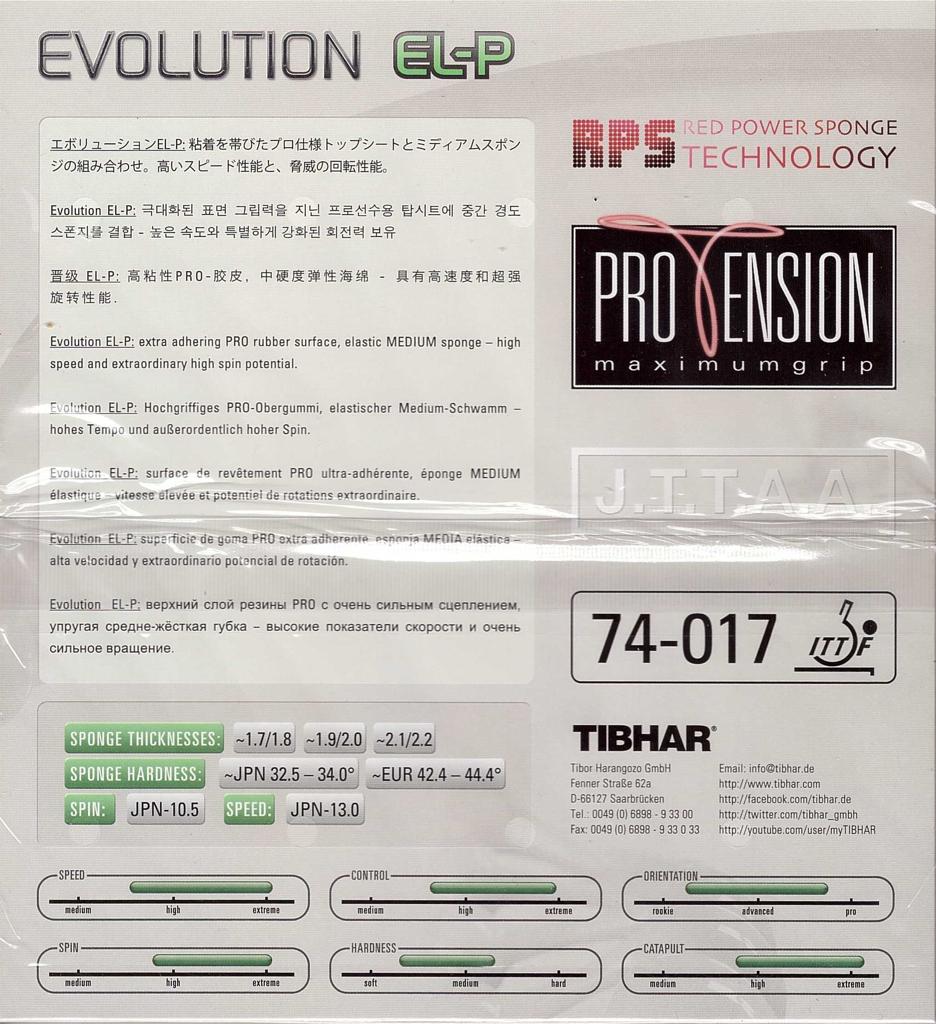 EVOLUTION EL-P
エボリューションEL-P: 粘着を帯びたプロ仕様トップシートとミディアムスポン
ジの組み合わせ。高いスピード性能と、脅威の回転性能。
Evolution EL-P: 극대화된 표면 그립력을 지닌 프로선수용 탑시트에 중간 경도
스폰지를 결합 - 높은 속도와 특별하게 강화된 회전력 보유
晋级 EL-P: 高粘性PRO-胶皮, 中硬度弹性海绵 - 具有高速度和超强
旋转性能.
Evolution EL-P: extra adhering PRO rubber surface, elastic MEDIUM sponge – high
speed and extraordinary high spin potential.
Evolution EL-P: Hochgriffiges PRO-Obergummi, elastischer Medium-Schwamm –
hohes Tempo und außerordentlich hoher Spin.
Evolution EL-P: surface de revêtement PRO ultra-adhérente, éponge MEDIUM
élastique – vitesse élevée et potentiel de rotations extraordinaire.
Evolution EL-P: superficie de goma PRO extra adherente, esponja MEDIA elástica –
alta velocidad y extraordinario potencial de rotación.
Evolution EL-P: верхний слой резины PRO с очень сильным сцеплением,
упругая средне-жёсткая губка – высокие показатели скорости и очень
сильное вращение.
RPS RED POWER SPONGE
TECHNOLOGY
PRO TENSION
maximumgrip
J.T.T.A.A.
74-017 ITTF
SPONGE THICKNESSES: ~1.7/1.8 ~1.9/2.0 ~2.1/2.2
SPONGE HARDNESS: ~JPN 32.5 – 34.0° ~EUR 42.4 – 44.4°
SPIN: JPN-10.5 SPEED: JPN-13.0
TIBHAR®
Tibor Harangozo GmbH
Fenner Straße 62a
D-66127 Saarbrücken
Tel.: 0049 (0) 6898 - 9 33 00
Fax: 0049 (0) 6898 - 9 33 0 33
Email: info@tibhar.de
http://www.tibhar.com
http://facebook.com/tibhar.de
http://twitter.com/tibhar_gmbh
http://youtube.com/user/myTIBHAR
SPEED
medium high extreme
CONTROL
medium high extreme
ORIENTATION
rookie advanced pro
SPIN
medium high extreme
HARDNESS
soft medium hard
CATAPULT
medium high extreme